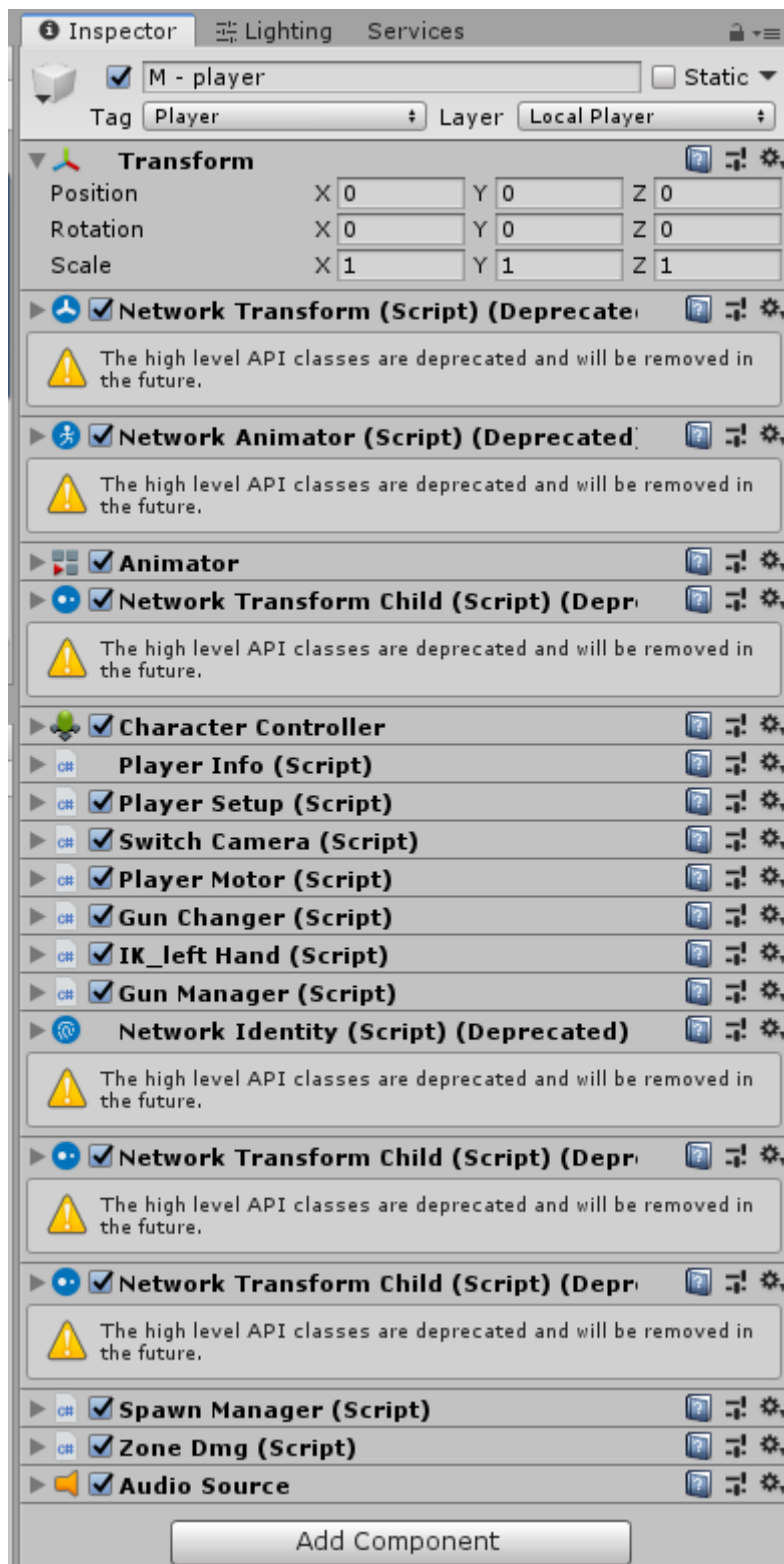 Inspector Lighting Services
M - player Static
Tag Player Layer Local Player
Transform
Position X 0 Y 0 Z 0
Rotation X 0 Y 0 Z 0
Scale X 1 Y 1 Z 1
Network Transform (Script) (Deprecate
The high level API classes are deprecated and will be removed in
the future.
Network Animator (Script) (Deprecated
The high level API classes are deprecated and will be removed in
the future.
Animator
Network Transform Child (Script) (Depr
The high level API classes are deprecated and will be removed in
the future.
Character Controller
c# Player Info (Script)
c# Player Setup (Script)
c# Switch Camera (Script)
c# Player Motor (Script)
c# Gun Changer (Script)
c# IK_left Hand (Script)
c# Gun Manager (Script)
Network Identity (Script) (Deprecated)
The high level API classes are deprecated and will be removed in
the future.
Network Transform Child (Script) (Depr
The high level API classes are deprecated and will be removed in
the future.
Network Transform Child (Script) (Depr
The high level API classes are deprecated and will be removed in
the future.
c# Spawn Manager (Script)
c# Zone Dmg (Script)
Audio Source
Add Component